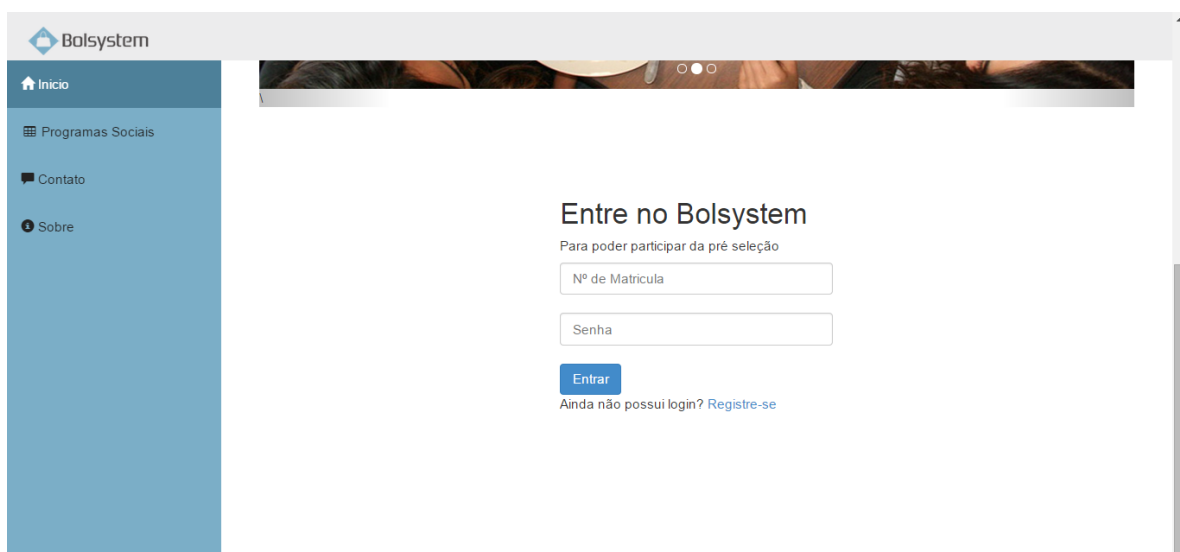 Bolsystem
Inicio
\
Programas Sociais
Contato
Sobre
Entre no Bolsystem
Para poder participar da pré seleção
Nº de Matricula
Senha
Entrar
Ainda não possui login? Registre-se